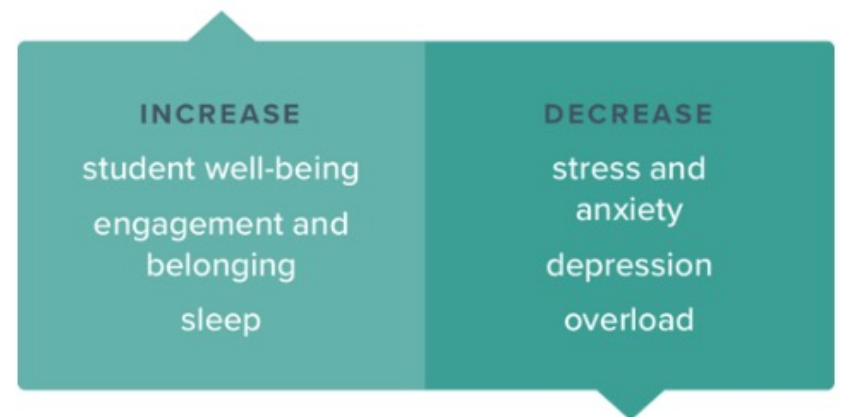 INCREASE
student well-being
engagement and
belonging
sleep
DECREASE
stress and
anxiety
depression
overload